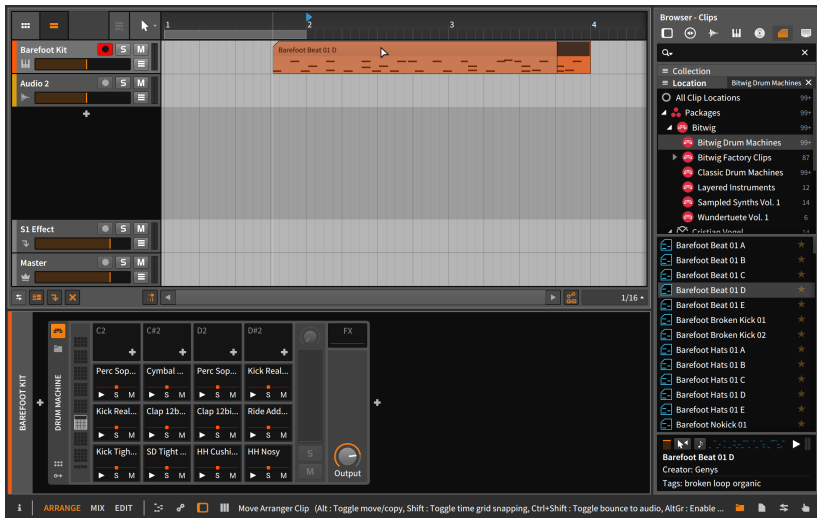 1 2 3 4
Barefoot Kit S M
Barefoot Beat 01 D
Audio 2 S M
S1 Effect S M
Master S M
1/16
BAREFOOT KIT
DRUM MACHINE
C2 C#2 D2 D#2 FX
Perc Sop... Cymbal ... Perc Sop... Kick Real...
S M S M S M S M
Kick Real... Clap 12b... Clap 12bi... Ride Add...
S M S M S M S M
Kick Tigh... SD Tight ... HH Cushi... HH Nosy
S M S M S M S M
S
M
Output
Browser - Clips
Collection
Location Bitwig Drum Machines
All Clip Locations 99+
Packages 99+
Bitwig 99+
Bitwig Drum Machines 99+
Bitwig Factory Clips 87
Classic Drum Machines 99+
Layered Instruments 12
Sampled Synths Vol. 1 14
Wundertuete Vol. 1 6
Cristian Vogel 14
Barefoot Beat 01 A
Barefoot Beat 01 B
Barefoot Beat 01 C
Barefoot Beat 01 D
Barefoot Beat 01 E
Barefoot Broken Kick 01
Barefoot Broken Kick 02
Barefoot Hats 01 A
Barefoot Hats 01 B
Barefoot Hats 01 C
Barefoot Hats 01 D
Barefoot Hats 01 E
Barefoot Nokick 01
Barefoot Beat 01 D
Creator: Genys
Tags: broken loop organic
i ARRANGE MIX EDIT Move Arranger Clip (Alt : Toggle move/copy, Shift : Toggle time grid snapping, Ctrl+Shift : Toggle bounce to audio, AltGr : Enable ...